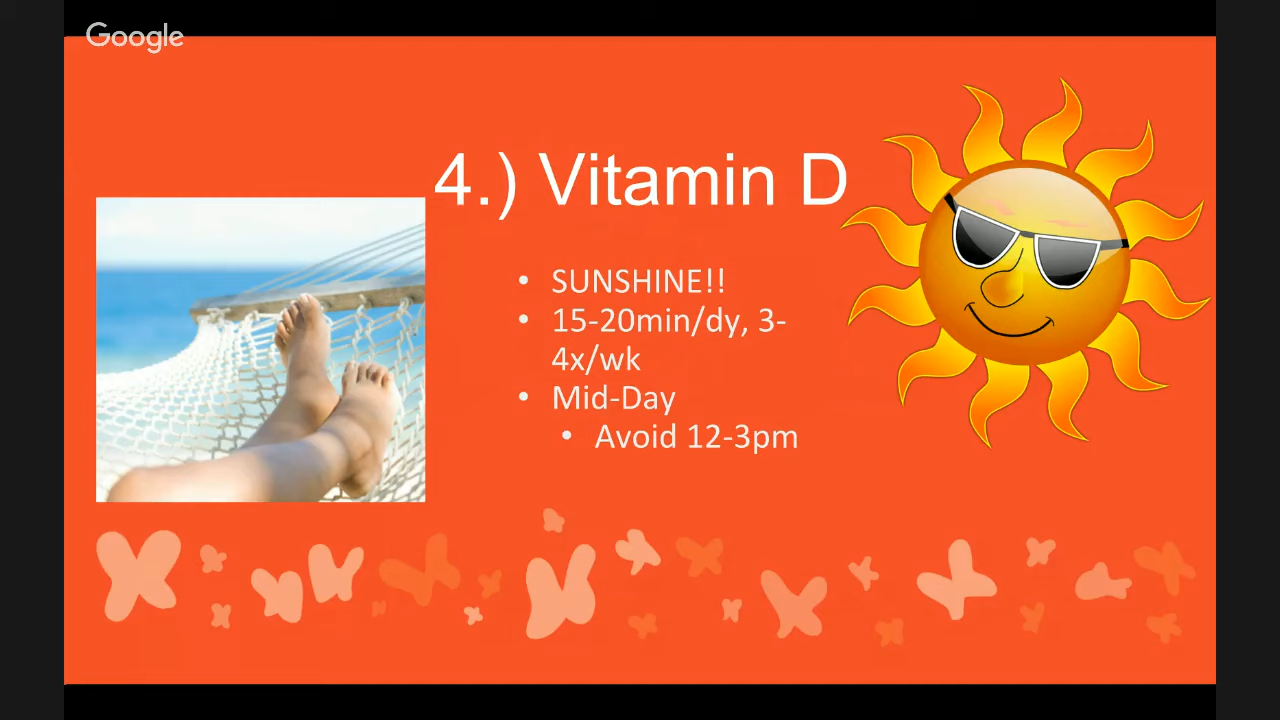 Google
4.) Vitamin D
• SUNSHINE!!
• 15-20min/dy, 3-
4x/wk
• Mid-Day
• Avoid 12-3pm